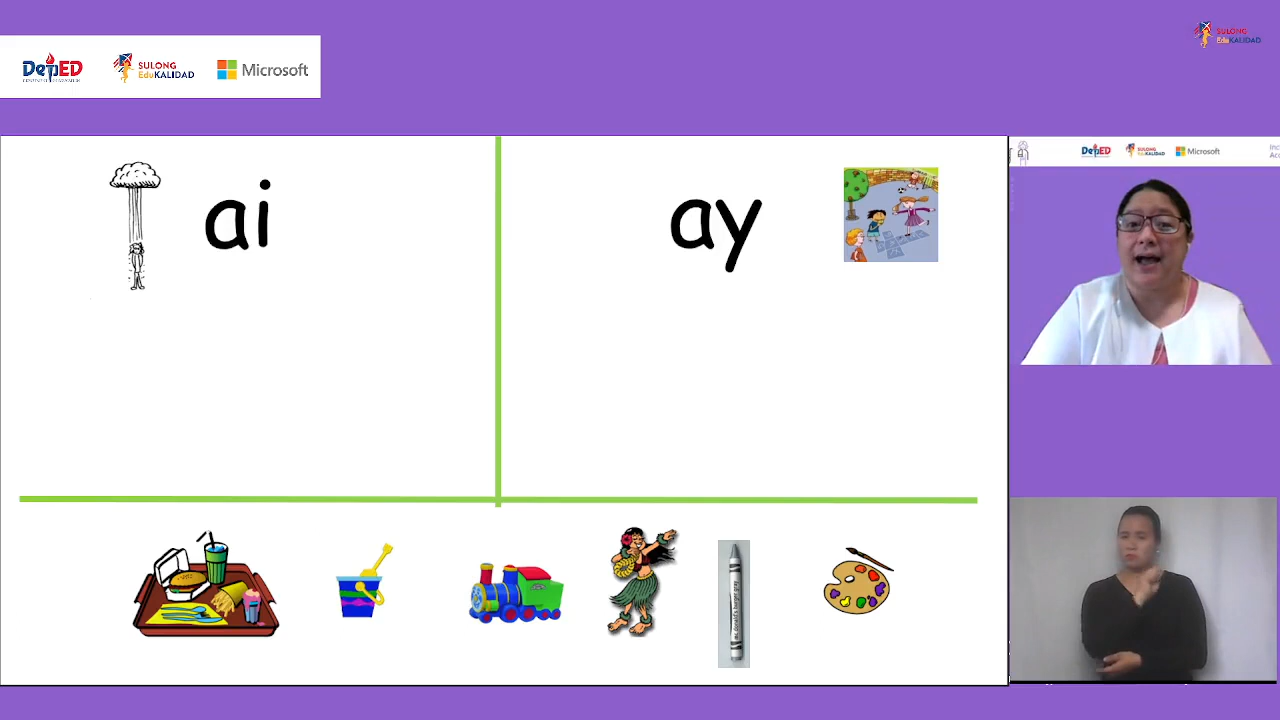 DepED
SULONG
EduKALIDAD
Microsoft
SULONG
EduKALIDAD
ai
ay
DepED
SULONG
EduKALIDAD
Microsoft